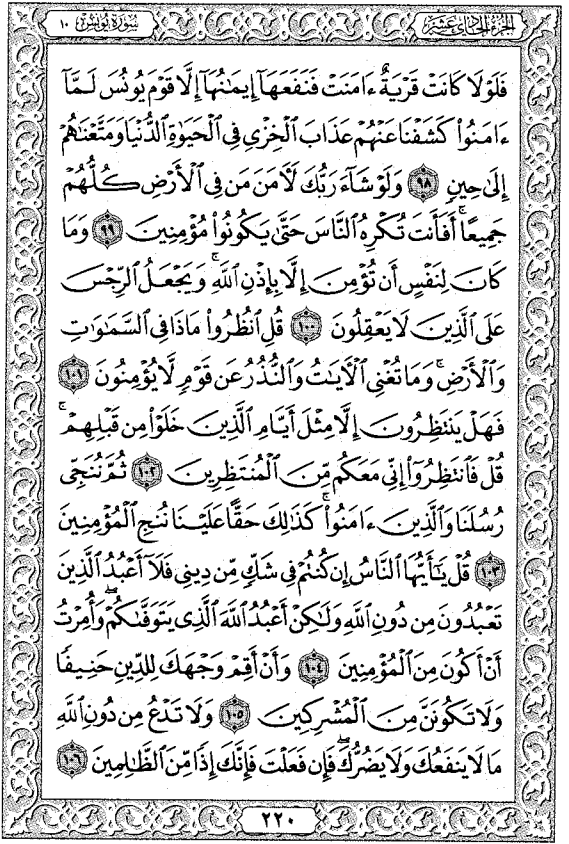 الجزء الحادي عشر
سورة يونس ١٠
فَلَوْلَا كَانَتْ قَرْيَةٌ ءَامَنَتْ فَنَفَعَهَآ إِيمَٰنُهَآ إِلَّا قَوْمَ يُونُسَ لَمَّآ
ءَامَنُوا۟ كَشَفْنَا عَنْهُمْ عَذَابَ ٱلْخِزْىِ فِى ٱلْحَيَوٰةِ ٱلدُّنْيَا وَمَتَّعْنَٰهُمْ
إِلَىٰ حِينٍ ٩٨ وَلَوْ شَآءَ رَبُّكَ لَءَامَنَ مَن فِى ٱلْأَرْضِ كُلُّهُمْ
جَمِيعًا ۚ أَفَأَنتَ تُكْرِهُ ٱلنَّاسَ حَتَّىٰ يَكُونُوا۟ مُؤْمِنِينَ ٩٩ وَمَا
كَانَ لِنَفْسٍ أَن تُؤْمِنَ إِلَّا بِإِذْنِ ٱللَّهِ ۚ وَيَجْعَلُ ٱلرِّجْسَ
عَلَى ٱلَّذِينَ لَا يَعْقِلُونَ ١٠٠ قُلِ ٱنظُرُوا۟ مَاذَا فِى ٱلسَّمَٰوَٰتِ
وَٱلْأَرْضِ ۚ وَمَا تُغْنِى ٱلْءَايَٰتُ وَٱلنُّذُرُ عَن قَوْمٍ لَّا يُؤْمِنُونَ ١٠١
فَهَلْ يَنتَظِرُونَ إِلَّا مِثْلَ أَيَّامِ ٱلَّذِينَ خَلَوْا۟ مِن قَبْلِهِمْ ۚ
قُلْ فَٱنتَظِرُوٓا۟ إِنِّى مَعَكُم مِّنَ ٱلْمُنتَظِرِينَ ١٠٢ ثُمَّ نُنَجِّى
رُسُلَنَا وَٱلَّذِينَ ءَامَنُوا۟ ۚ كَذَٰلِكَ حَقًّا عَلَيْنَا نُنجِ ٱلْمُؤْمِنِينَ
١٠٣ قُلْ يَٰٓأَيُّهَا ٱلنَّاسُ إِن كُنتُمْ فِى شَكٍّ مِّن دِينِى فَلَآ أَعْبُدُ ٱلَّذِينَ
تَعْبُدُونَ مِن دُونِ ٱللَّهِ وَلَٰكِنْ أَعْبُدُ ٱللَّهَ ٱلَّذِى يَتَوَفَّىٰكُمْ ۖ وَأُمِرْتُ
أَنْ أَكُونَ مِنَ ٱلْمُؤْمِنِينَ ١٠٤ وَأَنْ أَقِمْ وَجْهَكَ لِلدِّينِ حَنِيفًا
وَلَا تَكُونَنَّ مِنَ ٱلْمُشْرِكِينَ ١٠٥ وَلَا تَدْعُ مِن دُونِ ٱللَّهِ
مَا لَا يَنفَعُكَ وَلَا يَضُرُّكَ ۖ فَإِن فَعَلْتَ فَإِنَّكَ إِذًا مِّنَ ٱلظَّٰلِمِينَ ١٠٦
٢٢٠